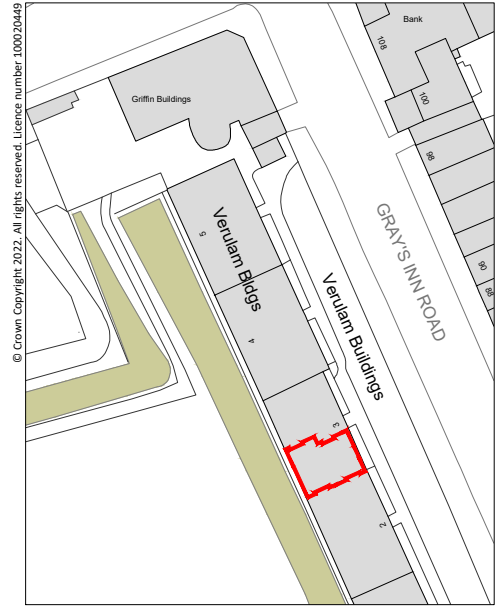 © Crown Copyright 2022. All rights reserved. Licence number 100020449
Bank
108
Griffin Buildings
100
98
Verulam Bldgs
5
GRAY'S INN ROAD
90
88
Verulam Buildings
4
3
2